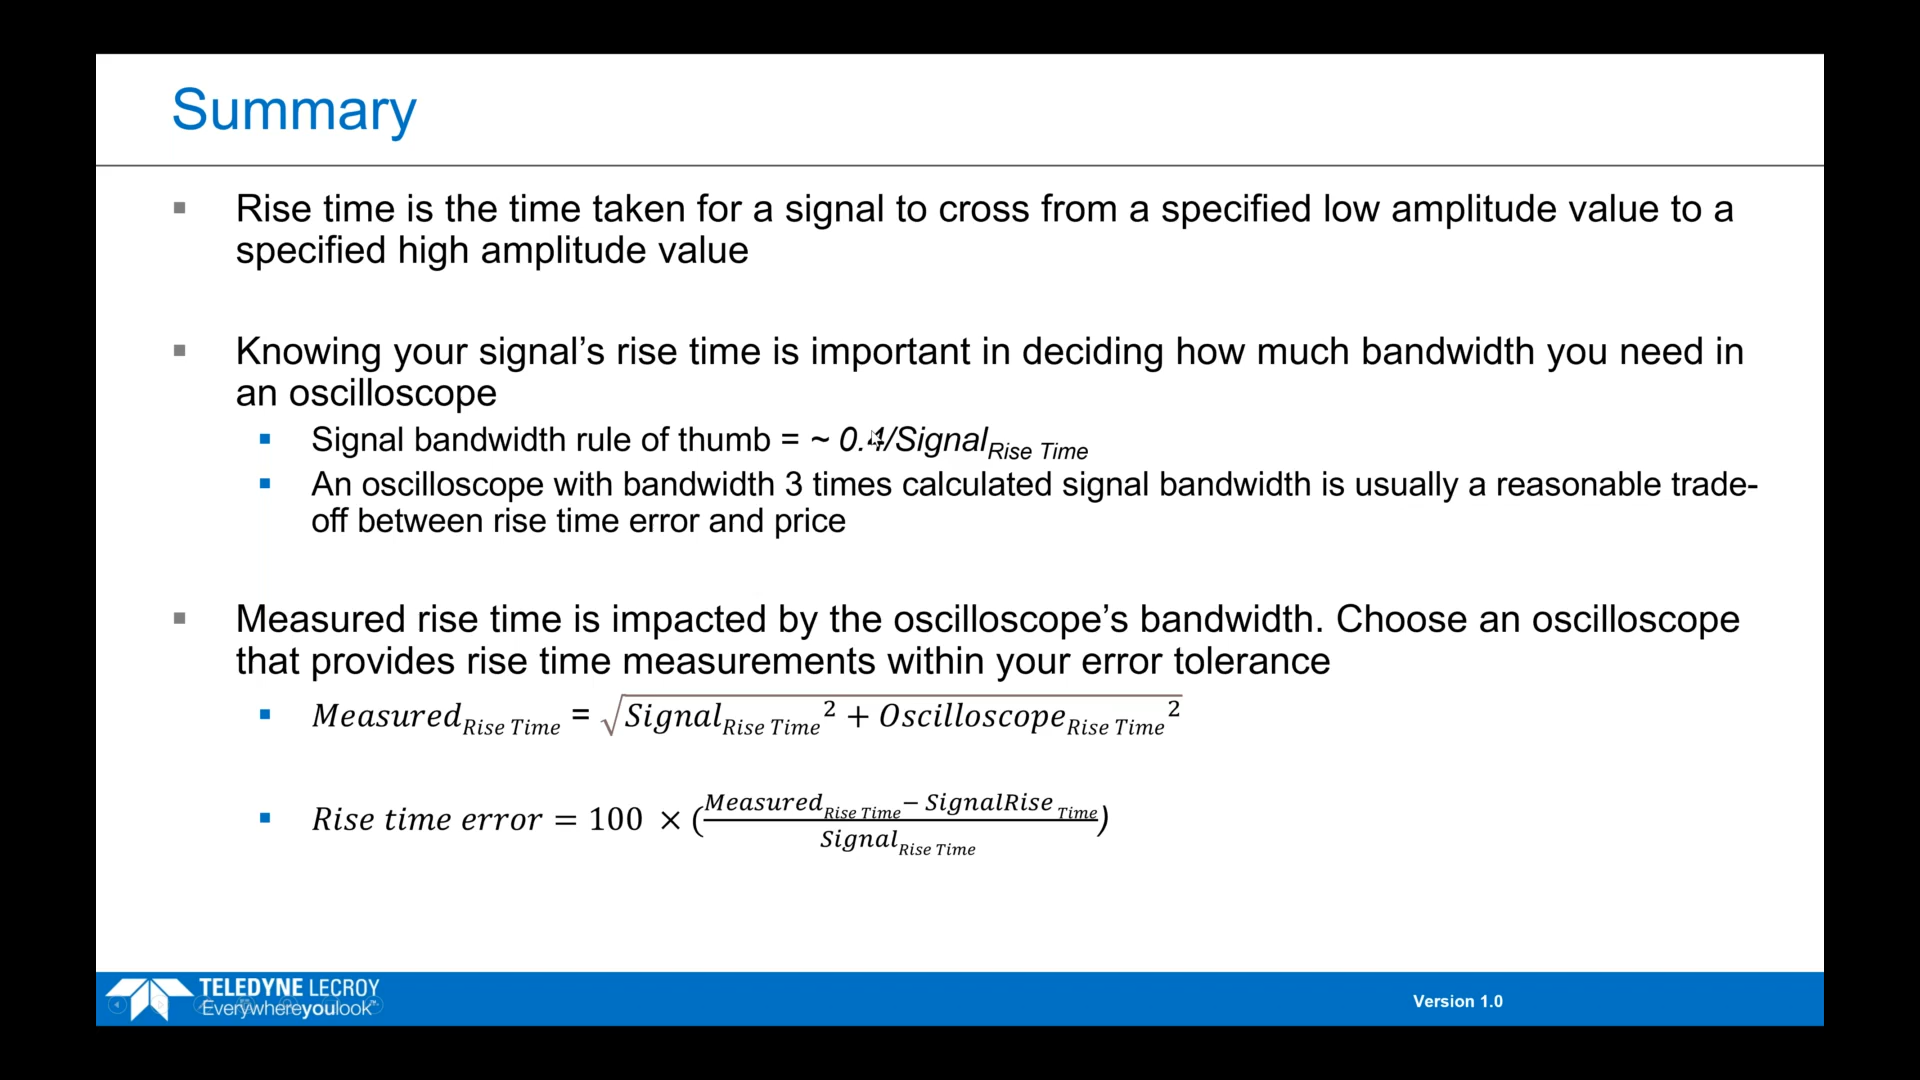 Summary
Rise time is the time taken for a signal to cross from a specified low amplitude value to a
specified high amplitude value
Knowing your signal’s rise time is important in deciding how much bandwidth you need in
an oscilloscope
Signal bandwidth rule of thumb = ~ 0.4/Signal_Rise Time
An oscilloscope with bandwidth 3 times calculated signal bandwidth is usually a reasonable trade-
off between rise time error and price
Measured rise time is impacted by the oscilloscope’s bandwidth. Choose an oscilloscope
that provides rise time measurements within your error tolerance
Measured_Rise Time = √(Signal_Rise Time² + Oscilloscope_Rise Time²)
Rise time error = 100 × (Measured_Rise Time − SignalRise_Time / Signal_Rise Time)
TELEDYNE LECROY
Everywhereyoulook™
Version 1.0